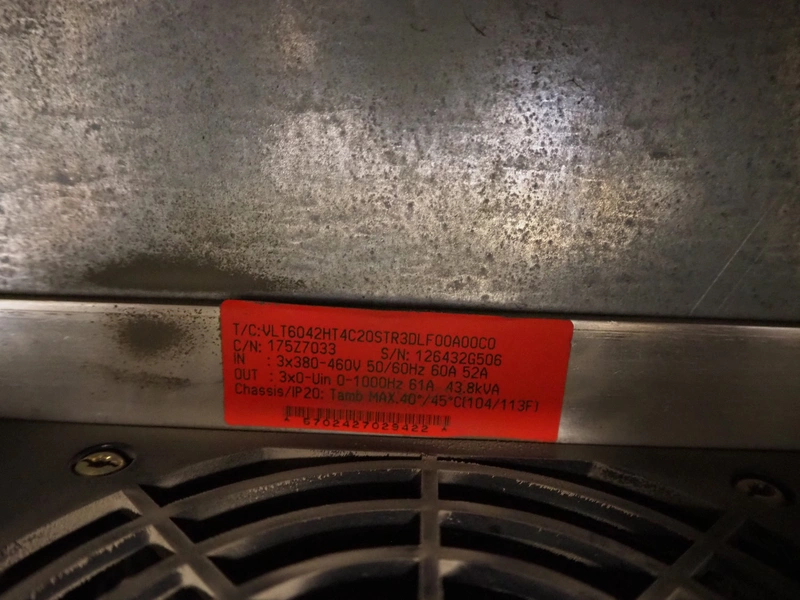 T/C:VLT6042HT4C20STR3DLF00A00C0
C/N: 175Z7033 S/N: 126432G506
IN : 3x380-460V 50/60Hz 60A 52A
OUT : 3x0-Uin 0-1000Hz 61A 43.8kVA
Chassis/IP20: Tamb MAX.40°/45°C(104/113F)
A 5702427028422 A